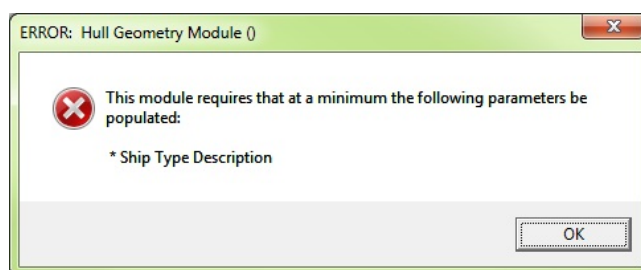 ERROR: Hull Geometry Module ()
This module requires that at a minimum the following parameters be
populated:
* Ship Type Description
OK